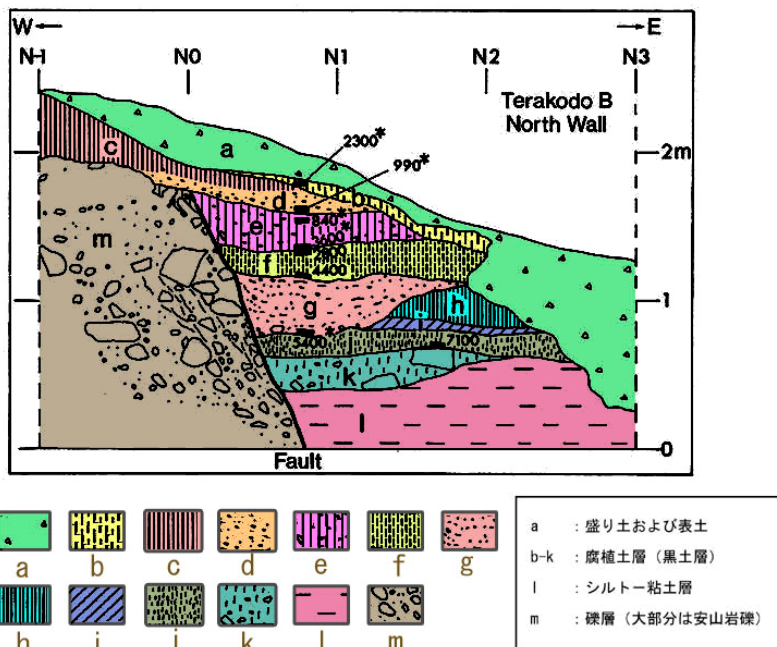 W E
N-1 N0 N1 N2 N3
Terakodo B
North Wall
2300*
990*
2m
c a
d b
840*
e
3600*
m
f
4400
1
g h
5400* 7100
k
l
0
Fault
a b c d e f g
h i j k l m
a : 盛り土および表土
b-k : 腐植土層(黒土層)
l : シルトー粘土層
m : 礫層(大部分は安山岩礫)